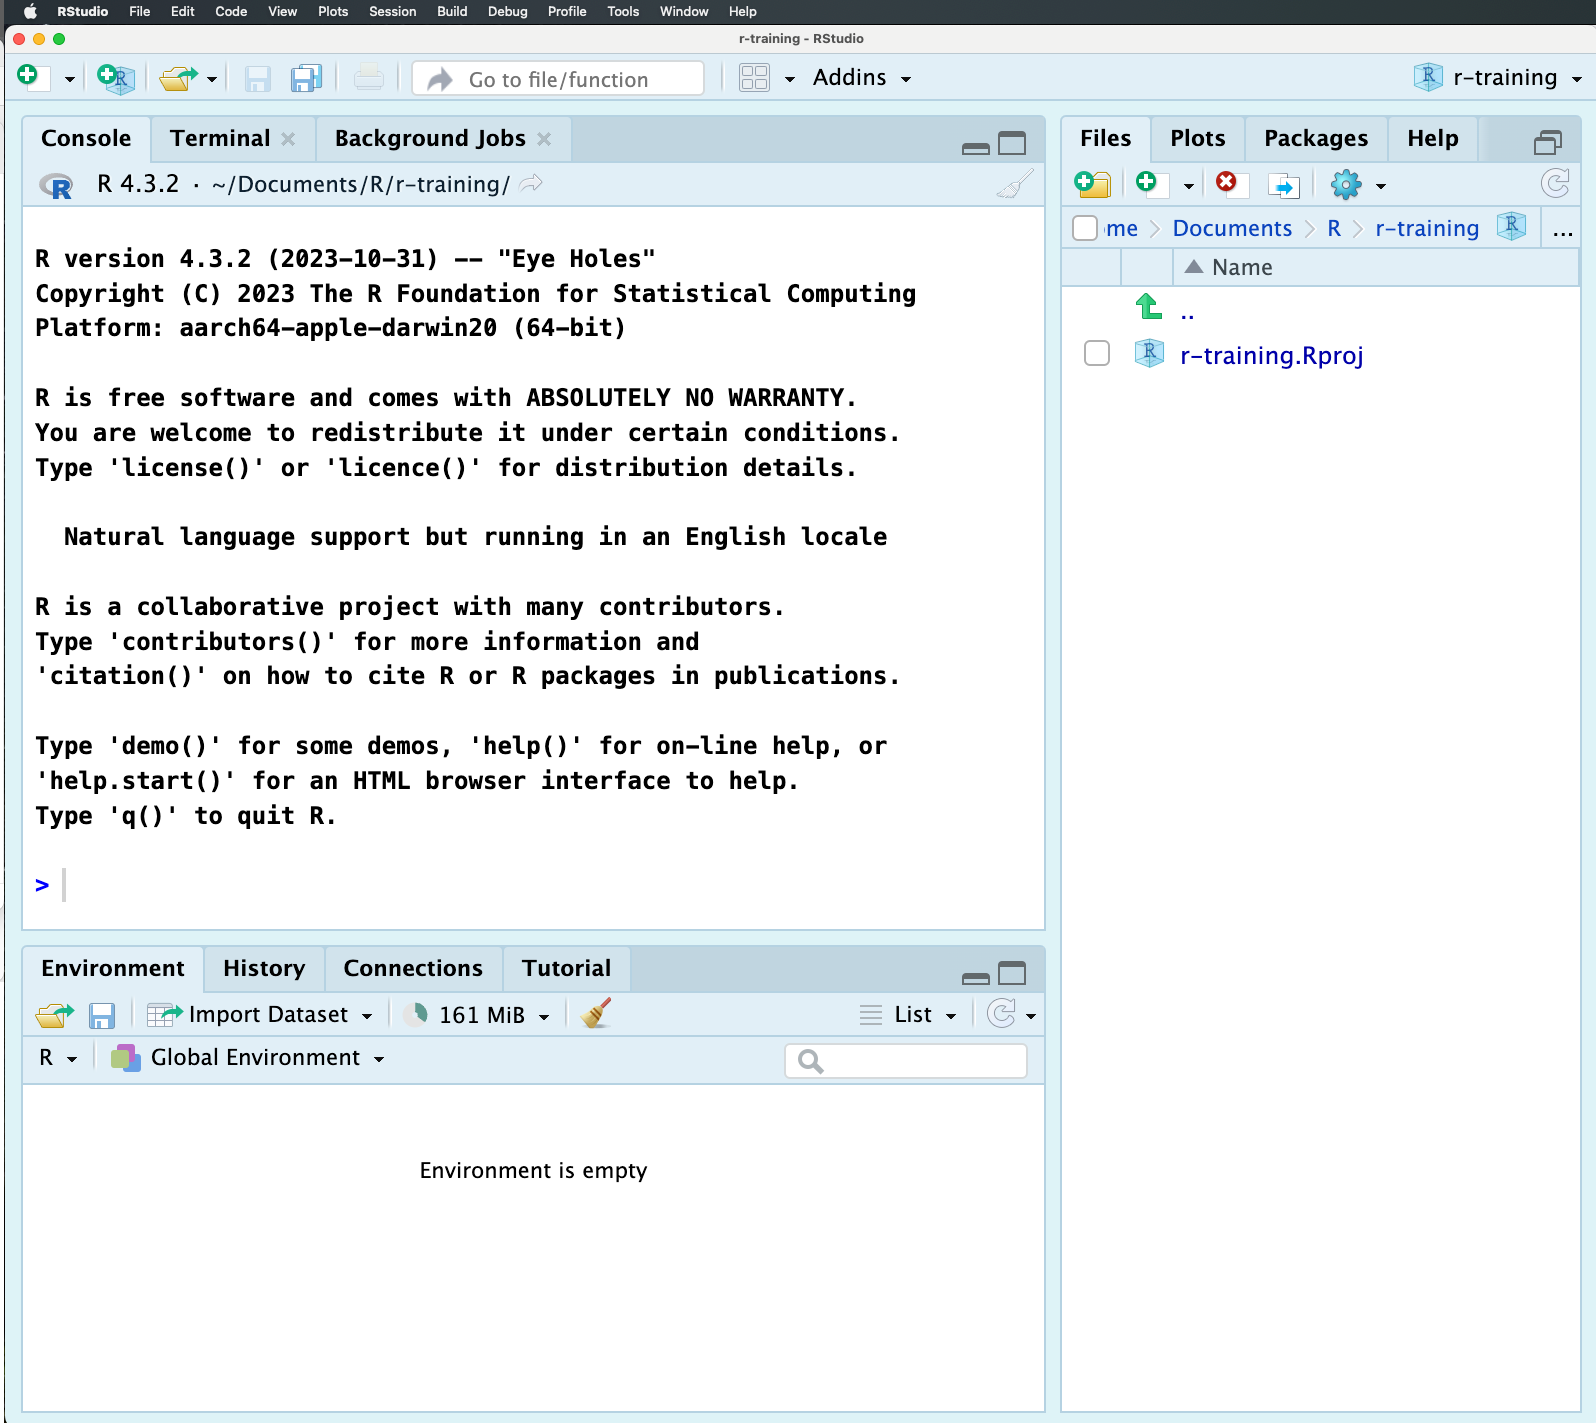 RStudio File Edit Code View Plots Session Build Debug Profile Tools Window Help
r-training - RStudio
Go to file/function
Addins
r-training
Console Terminal Background Jobs
R 4.3.2 · ~/Documents/R/r-training/
R version 4.3.2 (2023-10-31) -- "Eye Holes"
Copyright (C) 2023 The R Foundation for Statistical Computing
Platform: aarch64-apple-darwin20 (64-bit)
R is free software and comes with ABSOLUTELY NO WARRANTY.
You are welcome to redistribute it under certain conditions.
Type 'license()' or 'licence()' for distribution details.
Natural language support but running in an English locale
R is a collaborative project with many contributors.
Type 'contributors()' for more information and
'citation()' on how to cite R or R packages in publications.
Type 'demo()' for some demos, 'help()' for on-line help, or
'help.start()' for an HTML browser interface to help.
Type 'q()' to quit R.
>
Environment History Connections Tutorial
Import Dataset 161 MiB List
R Global Environment
Environment is empty
Files Plots Packages Help
me Documents R r-training ...
Name
..
r-training.Rproj